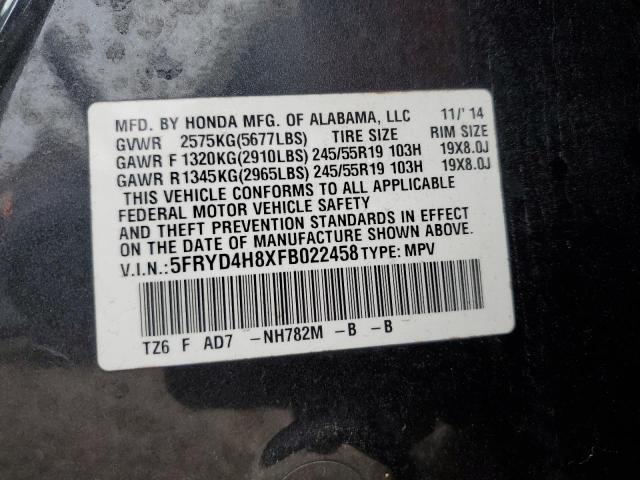 MFD. BY HONDA MFG. OF ALABAMA, LLC 11/'14
GVWR 2575KG(5677LBS) TIRE SIZE RIM SIZE
GAWR F 1320KG(2910LBS) 245/55R19 103H 19X8.0J
GAWR R 1345KG(2965LBS) 245/55R19 103H 19X8.0J
THIS VEHICLE CONFORMS TO ALL APPLICABLE
FEDERAL MOTOR VEHICLE SAFETY
AND THEFT PREVENTION STANDARDS IN EFFECT
ON THE DATE OF MANUFACTURE SHOWN ABOVE.
V.I.N.: 5FRYD4H8XFB022458 TYPE: MPV
TZ6 F AD7 -NH782M -B -B